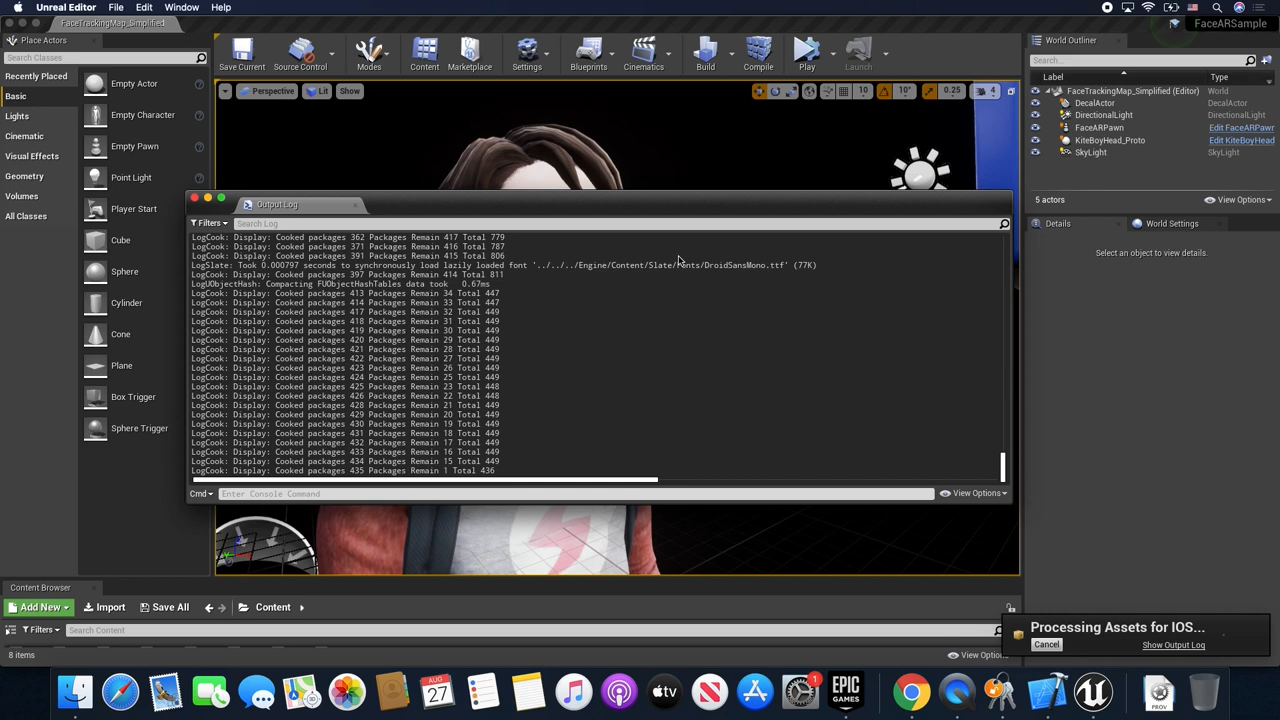 Unreal Editor File Edit Window Help
FaceTrackingMap_Simplified
FaceARSample
Place Actors
Search Classes
Recently Placed
Basic
Lights
Cinematic
Visual Effects
Geometry
Volumes
All Classes
Empty Actor
Empty Character
Empty Pawn
Point Light
Player Start
Cube
Sphere
Cylinder
Cone
Plane
Box Trigger
Sphere Trigger
Save Current
Source Control
Modes
Content
Marketplace
Settings
Blueprints
Cinematics
Build
Compile
Play
Launch
Perspective
Lit
Show
10
10°
0.25
4
Output Log
Filters
Search Log
LogCook: Display: Cooked packages 362 Packages Remain 417 Total 779
LogCook: Display: Cooked packages 371 Packages Remain 416 Total 787
LogCook: Display: Cooked packages 391 Packages Remain 415 Total 806
LogSlate: Took 0.000797 seconds to synchronously load lazily loaded font '../../../Engine/Content/Slate/Fonts/DroidSansMono.ttf' (77K)
LogCook: Display: Cooked packages 397 Packages Remain 414 Total 811
LogUObjectHash: Compacting FUObjectHashTables data took 0.67ms
LogCook: Display: Cooked packages 413 Packages Remain 34 Total 447
LogCook: Display: Cooked packages 414 Packages Remain 33 Total 447
LogCook: Display: Cooked packages 417 Packages Remain 32 Total 449
LogCook: Display: Cooked packages 418 Packages Remain 31 Total 449
LogCook: Display: Cooked packages 419 Packages Remain 30 Total 449
LogCook: Display: Cooked packages 420 Packages Remain 29 Total 449
LogCook: Display: Cooked packages 421 Packages Remain 28 Total 449
LogCook: Display: Cooked packages 422 Packages Remain 27 Total 449
LogCook: Display: Cooked packages 423 Packages Remain 26 Total 449
LogCook: Display: Cooked packages 424 Packages Remain 25 Total 449
LogCook: Display: Cooked packages 425 Packages Remain 23 Total 448
LogCook: Display: Cooked packages 426 Packages Remain 22 Total 448
LogCook: Display: Cooked packages 428 Packages Remain 21 Total 449
LogCook: Display: Cooked packages 429 Packages Remain 20 Total 449
LogCook: Display: Cooked packages 430 Packages Remain 19 Total 449
LogCook: Display: Cooked packages 431 Packages Remain 18 Total 449
LogCook: Display: Cooked packages 432 Packages Remain 17 Total 449
LogCook: Display: Cooked packages 433 Packages Remain 16 Total 449
LogCook: Display: Cooked packages 434 Packages Remain 15 Total 449
LogCook: Display: Cooked packages 435 Packages Remain 1 Total 436
Cmd
Enter Console Command
View Options
World Outliner
Search...
Label Type
FaceTrackingMap_Simplified (Editor) World
DecalActor DecalActor
DirectionalLight DirectionalLight
FaceARPawn Edit FaceARPawr
KiteBoyHead_Proto Edit KiteBoyHead
SkyLight SkyLight
5 actors
View Options
Details
World Settings
Select an object to view details.
Content Browser
Add New
Import
Save All
Content
Filters
Search Content
8 items
View Option
Processing Assets for IOS...
Cancel
Show Output Log
AUG
27
tv
1
EPIC
GAMES
PROV